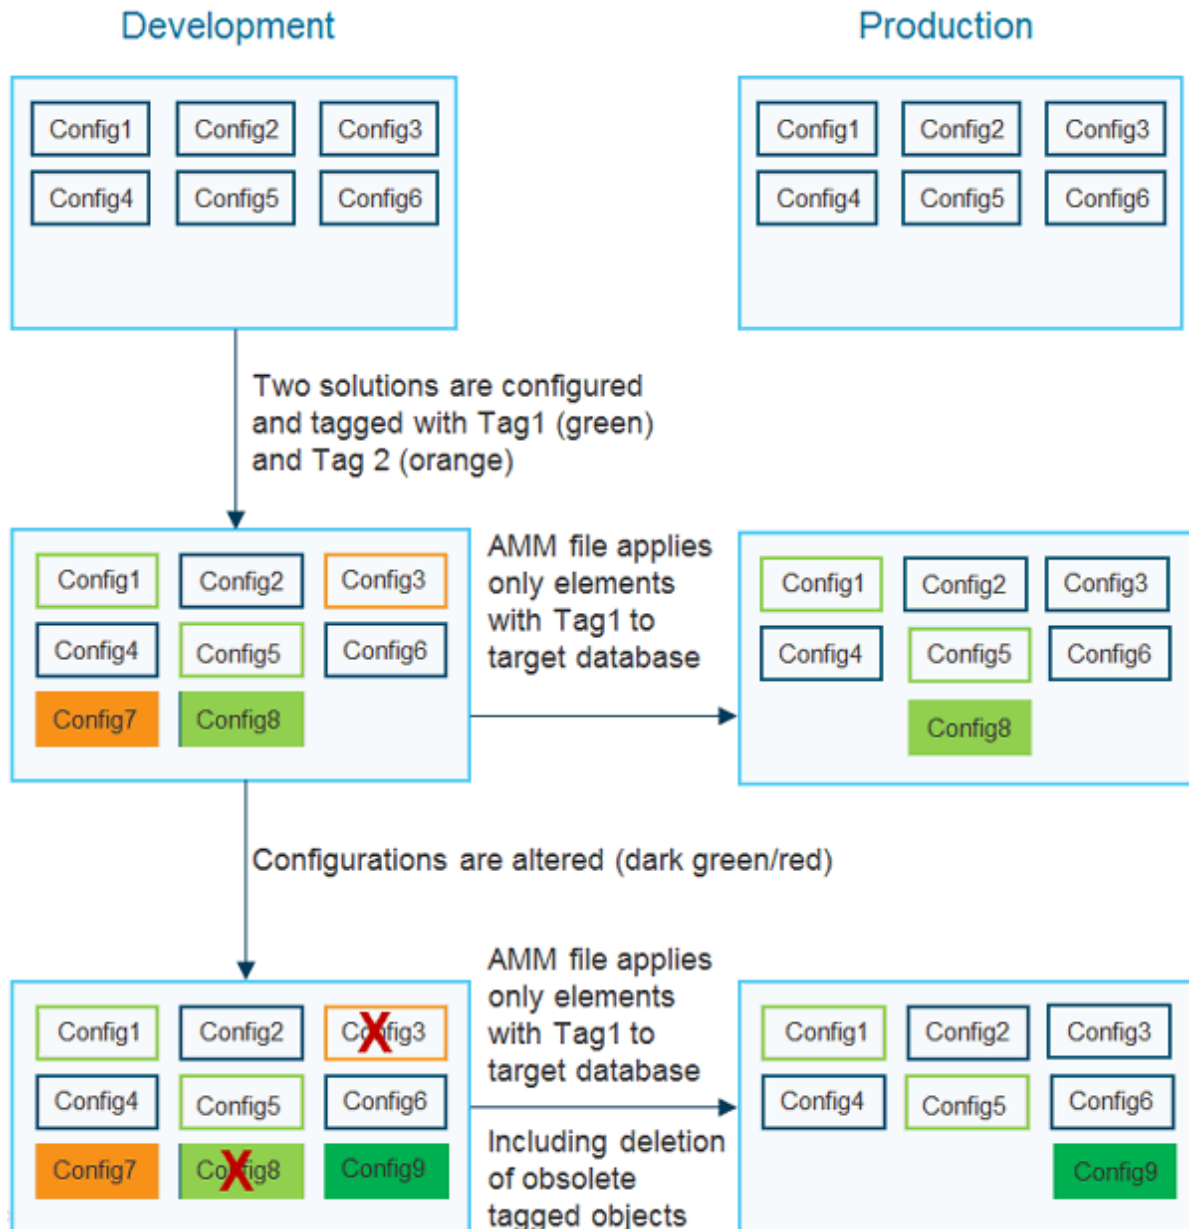 Development
Production
Config1 Config2 Config3
Config4 Config5 Config6
Config1 Config2 Config3
Config4 Config5 Config6
Two solutions are configured
and tagged with Tag1 (green)
and Tag 2 (orange)
Config1 Config2 Config3
Config4 Config5 Config6
Config7 Config8
AMM file applies
only elements
with Tag1 to
target database
Config1 Config2 Config3
Config4 Config5 Config6
Config8
Configurations are altered (dark green/red)
Config1 Config2 Config3
Config4 Config5 Config6
Config7 Config8 Config9
AMM file applies
only elements
with Tag1 to
target database
Including deletion
of obsolete
tagged objects
Config1 Config2 Config3
Config4 Config5 Config6
Config9